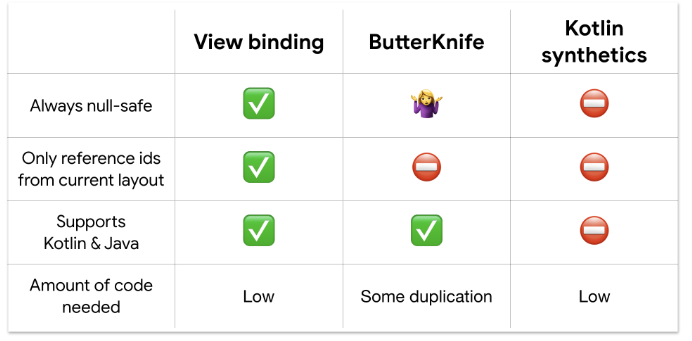 View binding
ButterKnife
Kotlin
synthetics
Always null-safe
Only reference ids
from current layout
Supports
Kotlin & Java
Amount of code
needed
Low
Some duplication
Low